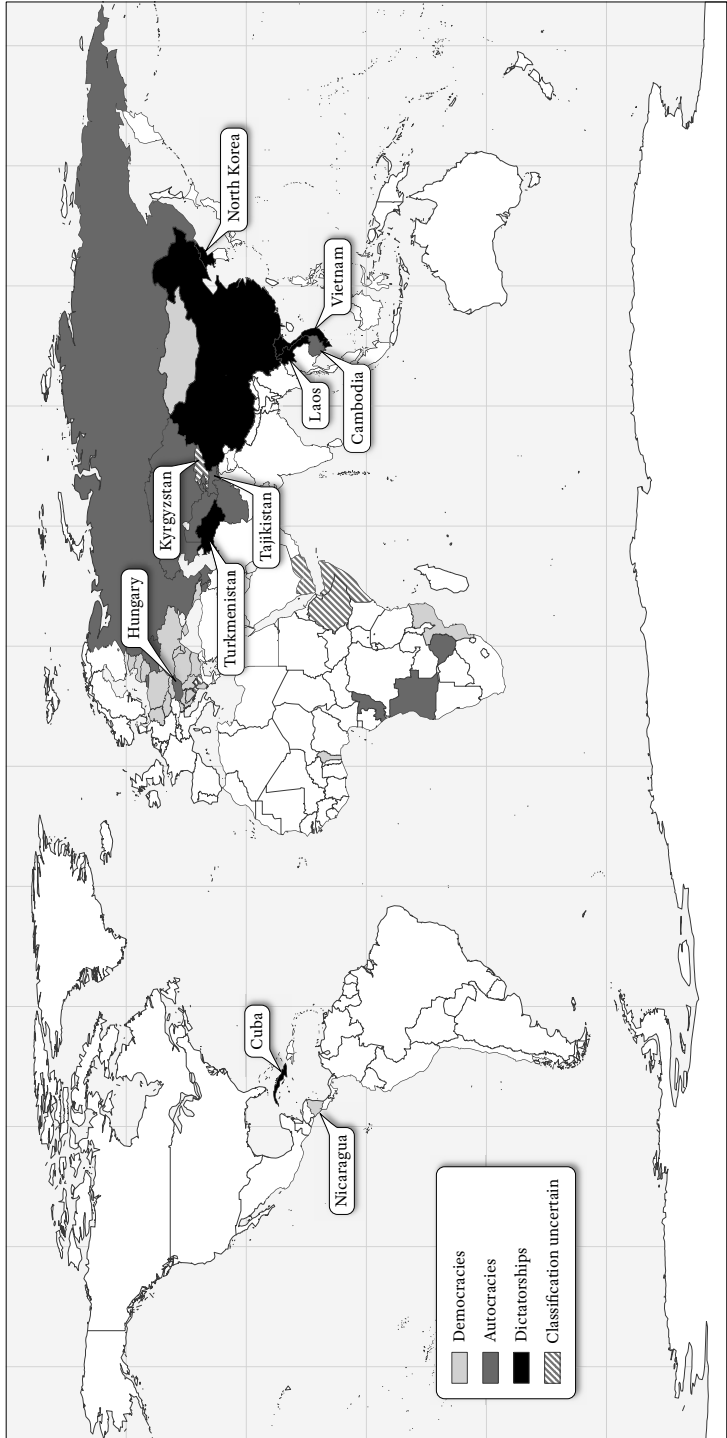 North Korea
Vietnam
Laos
Cambodia
Kyrgyzstan
Tajikistan
Hungary
Turkmenistan
Cuba
Nicaragua
Democracies
Autocracies
Dictatorships
Classification uncertain